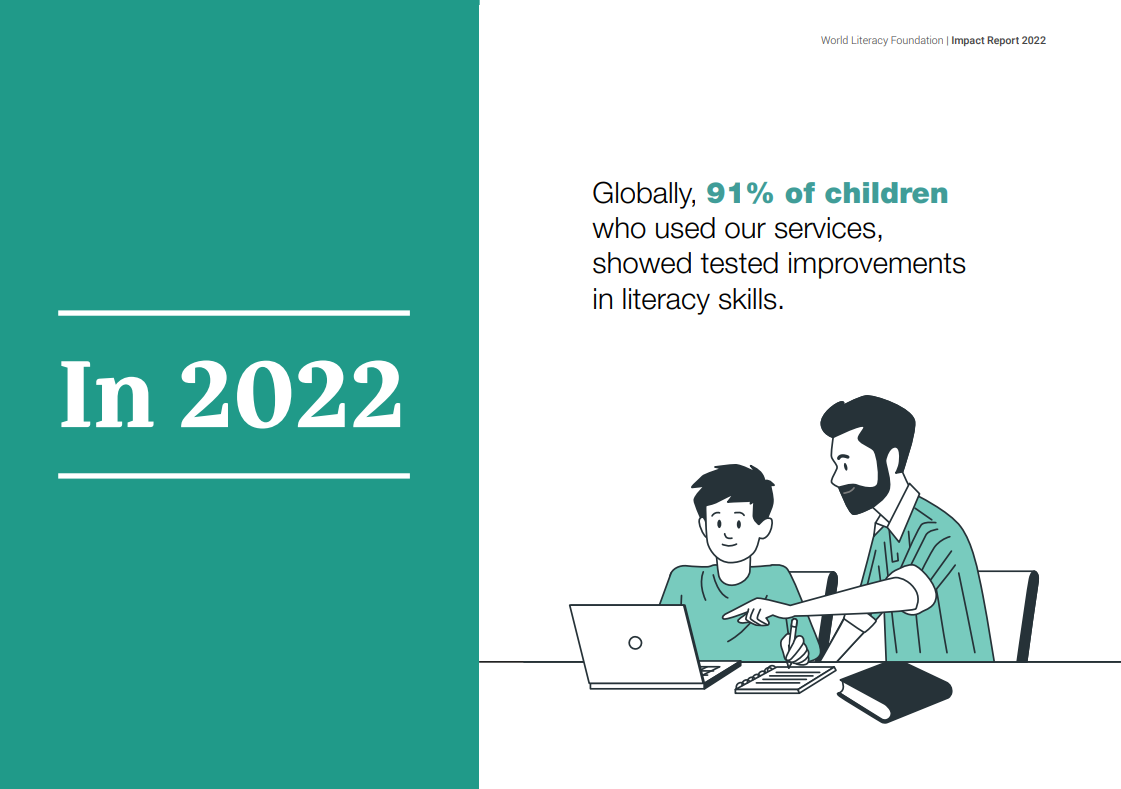 World Literacy Foundation | Impact Report 2022
In 2022
Globally, 91% of children
who used our services,
showed tested improvements
in literacy skills.